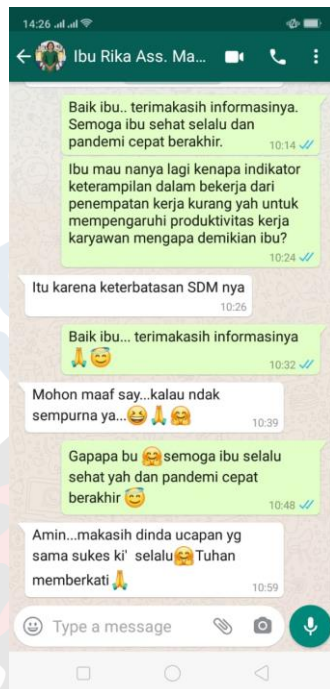 14:26
Ibu Rika Ass. Ma...
Baik ibu.. terimakasih informasinya.
Semoga ibu sehat selalu dan
pandemi cepat berakhir.
10:14
Ibu mau nanya lagi kenapa indikator
keterampilan dalam bekerja dari
penempatan kerja kurang yah untuk
mempengaruhi produktivitas kerja
karyawan mengapa demikian ibu?
10:24
Itu karena keterbatasan SDM nya
10:26
Baik ibu... terimakasih informasinya
🙏😇
10:32
Mohon maaf say...kalau ndak
sempurna ya...😄🙏🤗
10:39
Gapapa bu 🤗semoga ibu selalu
sehat yah dan pandemi cepat
berakhir😇
10:48
Amin...makasih dinda ucapan yg
sama sukes ki' selalu🤗Tuhan
memberkati🙏
10:59
Type a message